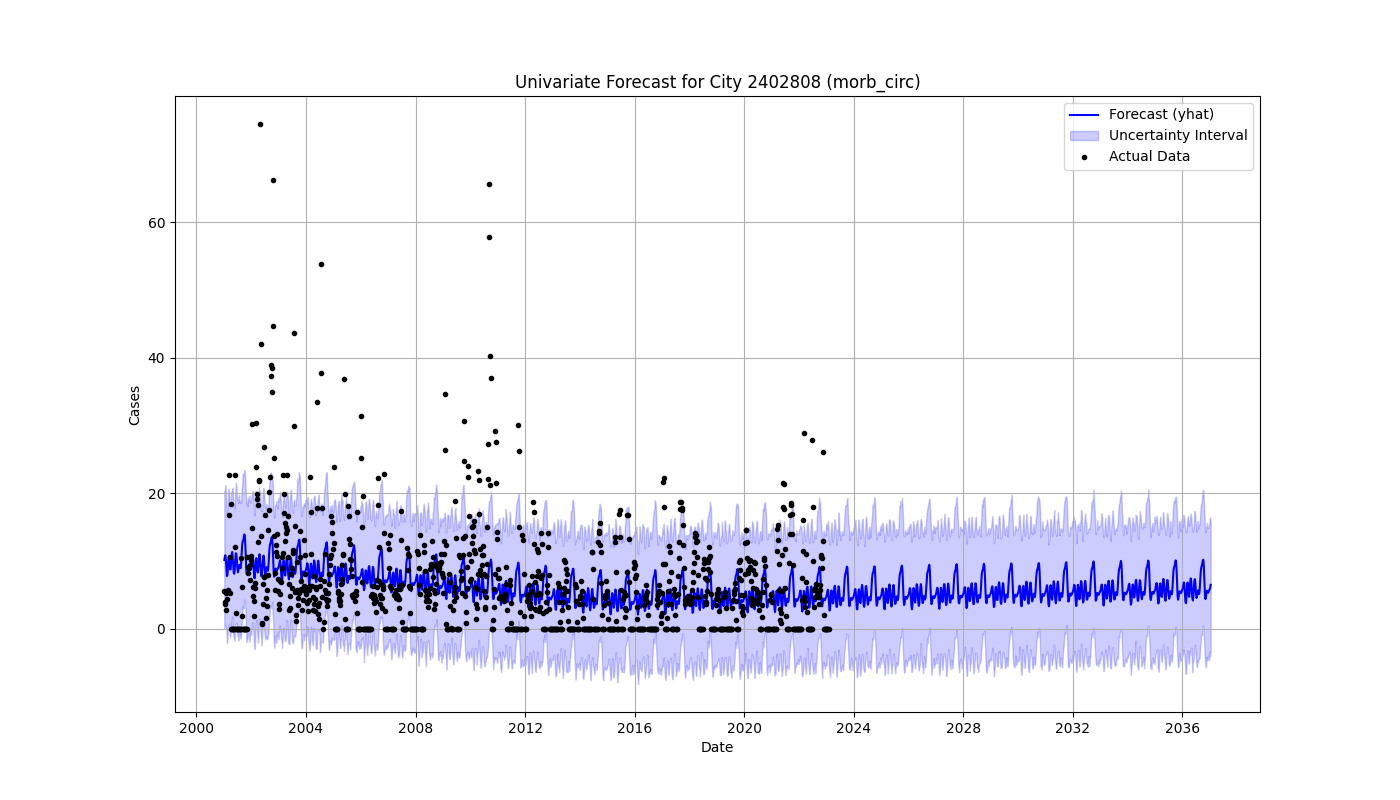 Univariate Forecast for City 2402808 (morb_circ)
Forecast (yhat)
Uncertainty Interval
Actual Data
Cases
60
40
20
0
2000 2004 2008 2012 2016 2020 2024 2028 2032 2036
Date